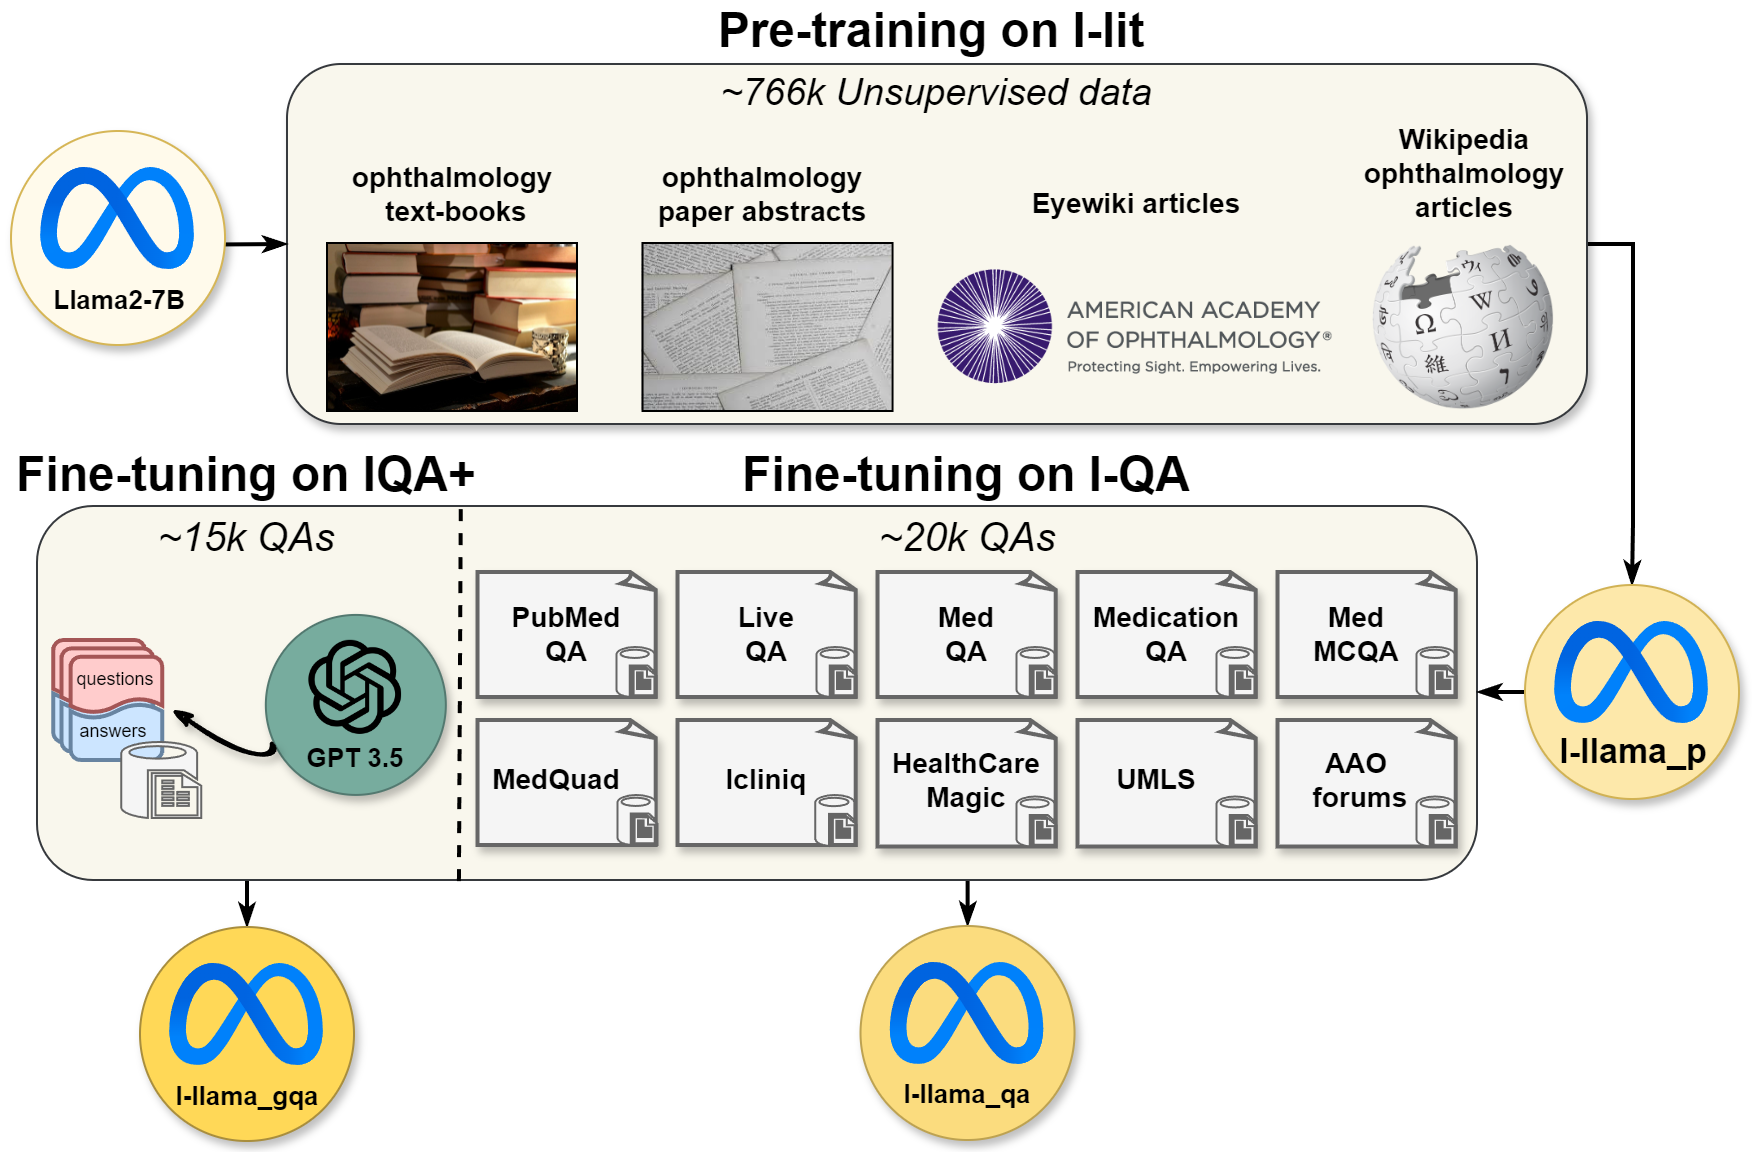 Pre-training on I-lit
~766k Unsupervised data
Llama2-7B
ophthalmology
text-books
ophthalmology
paper abstracts
Eyewiki articles
AMERICAN ACADEMY
OF OPHTHALMOLOGY®
Protecting Sight. Empowering Lives.
Wikipedia
ophthalmology
articles
Ω
W
И
維
ウィ
Fine-tuning on IQA+
~15k QAs
questions
answers
GPT 3.5
Fine-tuning on I-QA
~20k QAs
PubMed
QA
Live
QA
Med
QA
Medication
QA
Med
MCQA
MedQuad
Icliniq
HealthCare
Magic
UMLS
AAO
forums
I-llama_p
I-llama_gqa
I-llama_qa